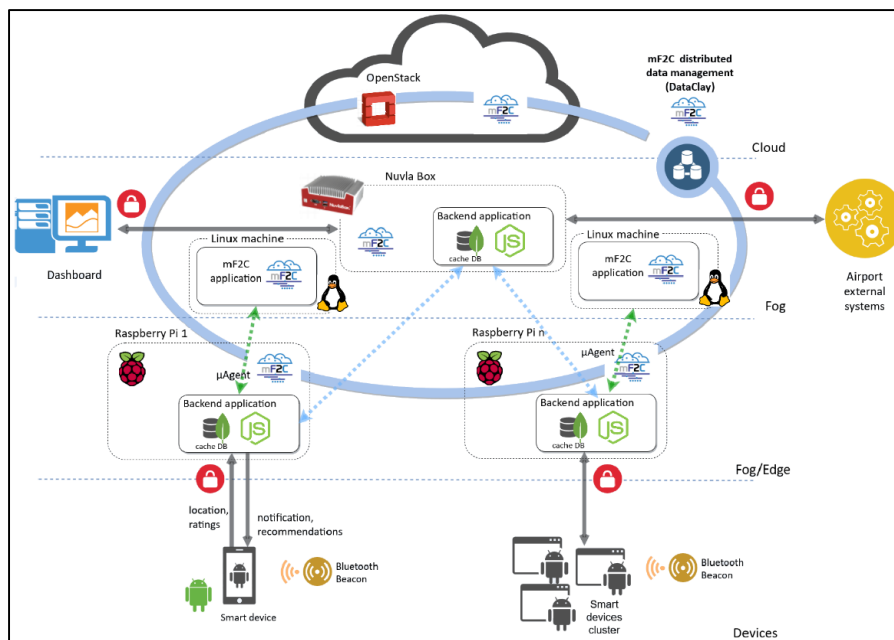 OpenStack
mF2C
mF2C distributed
data management
(DataClay)
mF2C
Cloud
Nuvla Box
Backend application
cache DB
JS
mF2C
Linux machine
mF2C
application
mF2C
Linux machine
mF2C
application
mF2C
Dashboard
Airport
external
systems
Fog
Raspberry Pi 1
µAgent
mF2C
Backend application
cache DB
JS
Raspberry Pi n
µAgent
mF2C
Backend application
cache DB
JS
Fog/Edge
location,
ratings
notification,
recommendations
Bluetooth
Beacon
Smart device
Bluetooth
Beacon
Smart
devices
cluster
Devices